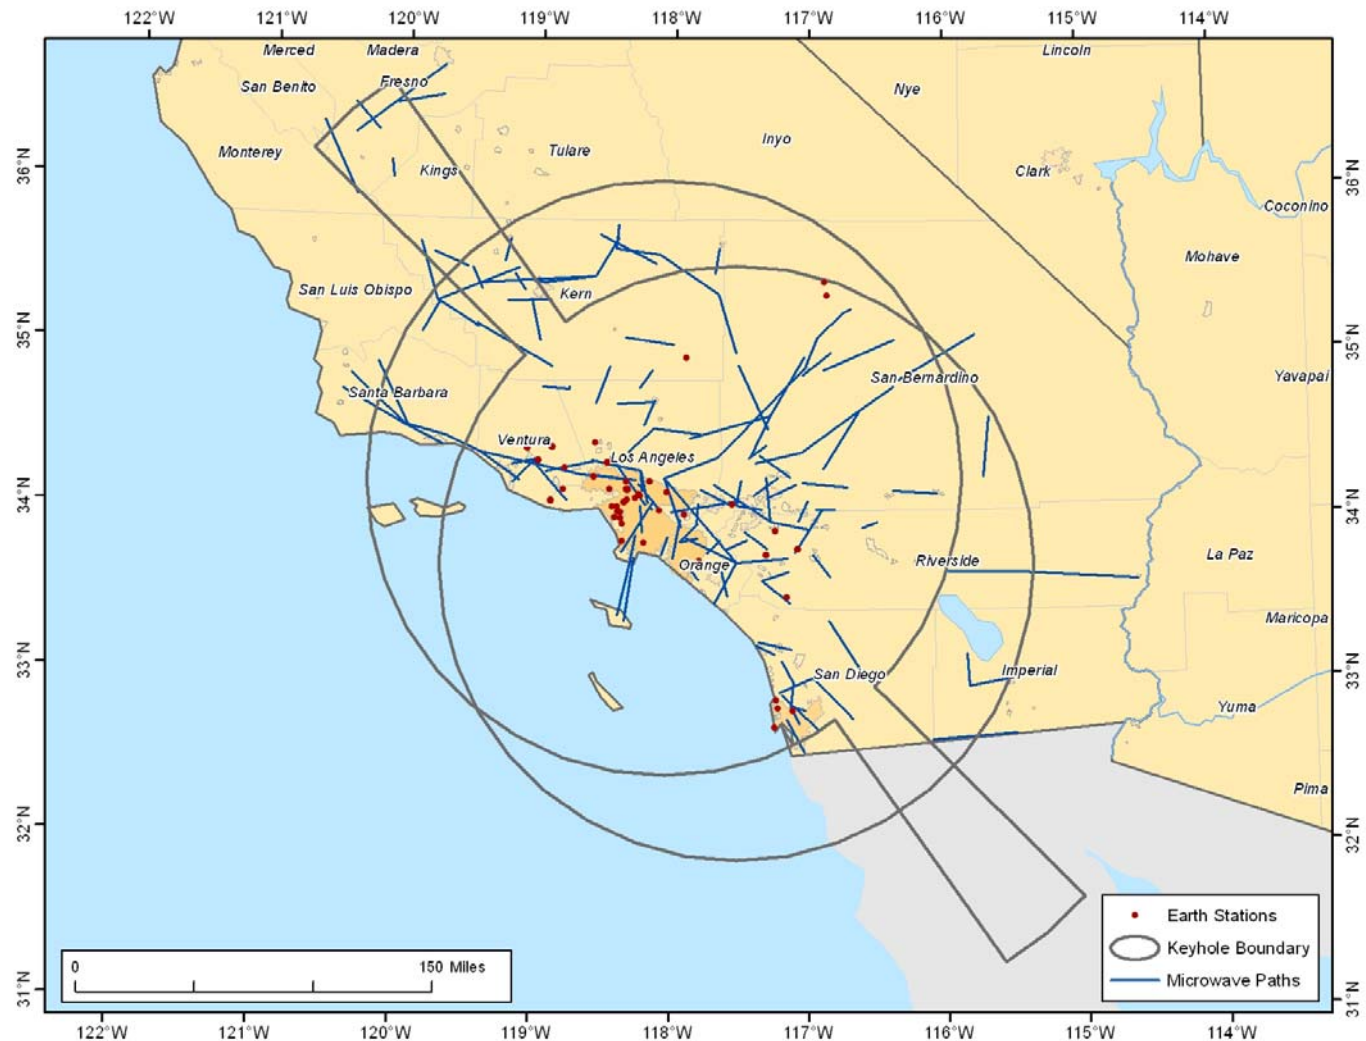 122°W 121°W 120°W 119°W 118°W 117°W 116°W 115°W 114°W
Merced Madera Lincoln
San Benito Fresno Nye
Monterey Kings Tulare Inyo Clark
36°N 36°N
Coconino
Mohave
San Luis Obispo Kern
35°N 35°N
Santa Barbara San Bernardino Yavapai
Ventura Los Angeles
34°N 34°N
Orange Riverside La Paz
Maricopa
33°N San Diego Imperial 33°N
Yuma
Pima
32°N 32°N
Earth Stations
Keyhole Boundary
Microwave Paths
0 150 Miles
31°N 31°N
122°W 121°W 120°W 119°W 118°W 117°W 116°W 115°W 114°W